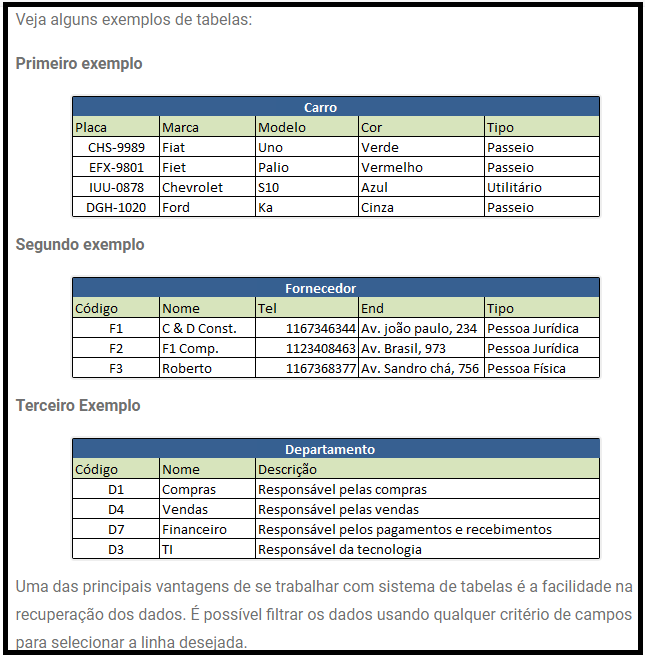 Veja alguns exemplos de tabelas:
Primeiro exemplo
Carro
Placa Marca Modelo Cor Tipo
CHS-9989 Fiat Uno Verde Passeio
EFX-9801 Fiet Palio Vermelho Passeio
IUU-0878 Chevrolet S10 Azul Utilitário
DGH-1020 Ford Ka Cinza Passeio
Segundo exemplo
Fornecedor
Código Nome Tel End Tipo
F1 C & D Const. 1167346344 Av. joão paulo, 234 Pessoa Jurídica
F2 F1 Comp. 1123408463 Av. Brasil, 973 Pessoa Jurídica
F3 Roberto 1167368377 Av. Sandro chá, 756 Pessoa Física
Terceiro Exemplo
Departamento
Código Nome Descrição
D1 Compras Responsável pelas compras
D4 Vendas Responsável pelas vendas
D7 Financeiro Responsável pelos pagamentos e recebimentos
D3 TI Responsável da tecnologia
Uma das principais vantagens de se trabalhar com sistema de tabelas é a facilidade na
recuperação dos dados. É possível filtrar os dados usando qualquer critério de campos
para selecionar a linha desejada.